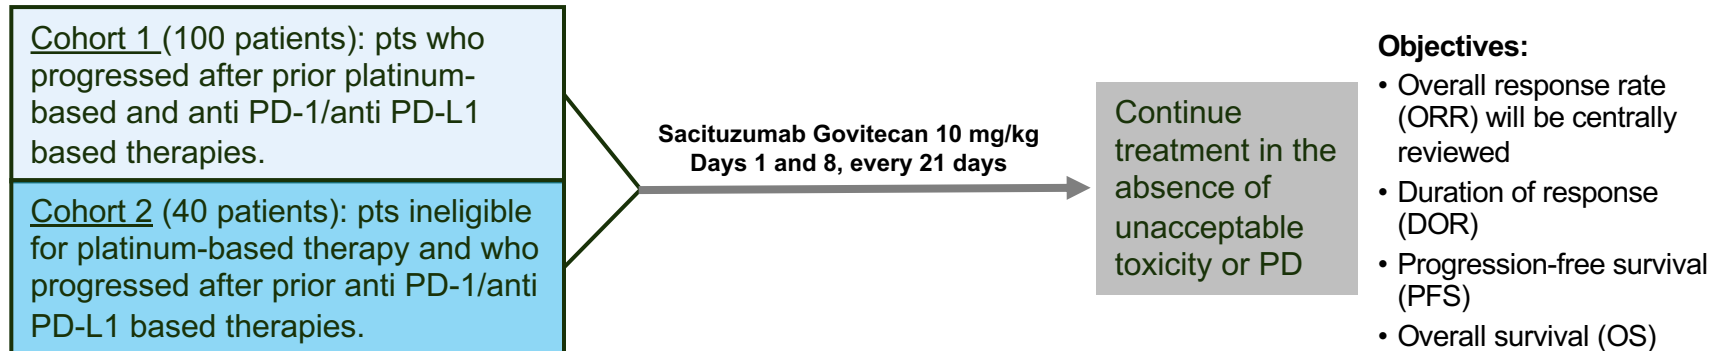 Cohort 1 (100 patients): pts who
progressed after prior platinum-
based and anti PD-1/anti PD-L1
based therapies.
Cohort 2 (40 patients): pts ineligible
for platinum-based therapy and who
progressed after prior anti PD-1/anti
PD-L1 based therapies.
Sacituzumab Govitecan 10 mg/kg
Days 1 and 8, every 21 days
Continue
treatment in the
absence of
unacceptable
toxicity or PD
Objectives:
• Overall response rate
(ORR) will be centrally
reviewed
• Duration of response
(DOR)
• Progression-free survival
(PFS)
• Overall survival (OS)